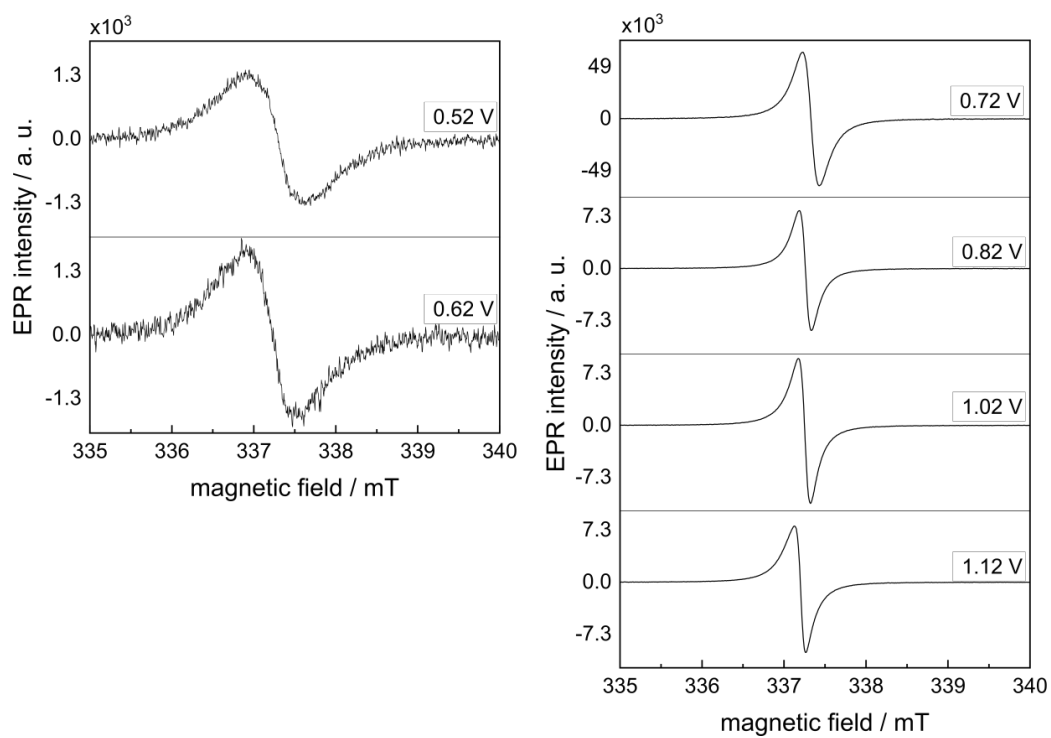 x10³
EPR intensity / a. u.
1.3
0.0
-1.3
0.52 V
1.3
0.0
-1.3
0.62 V
335 336 337 338 339 340
magnetic field / mT
x10³
EPR intensity / a. u.
49
0
-49
0.72 V
7.3
0.0
-7.3
0.82 V
7.3
0.0
-7.3
1.02 V
7.3
0.0
-7.3
1.12 V
335 336 337 338 339 340
magnetic field / mT